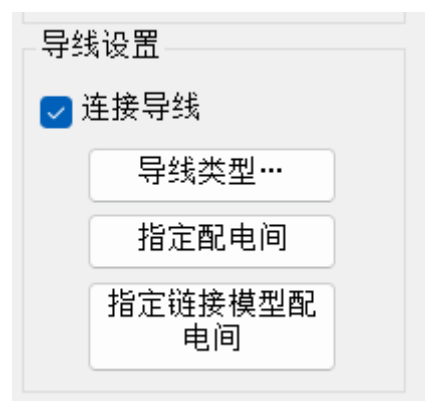 导线设置
连接导线
导线类型…
指定配电间
指定链接模型配
电间